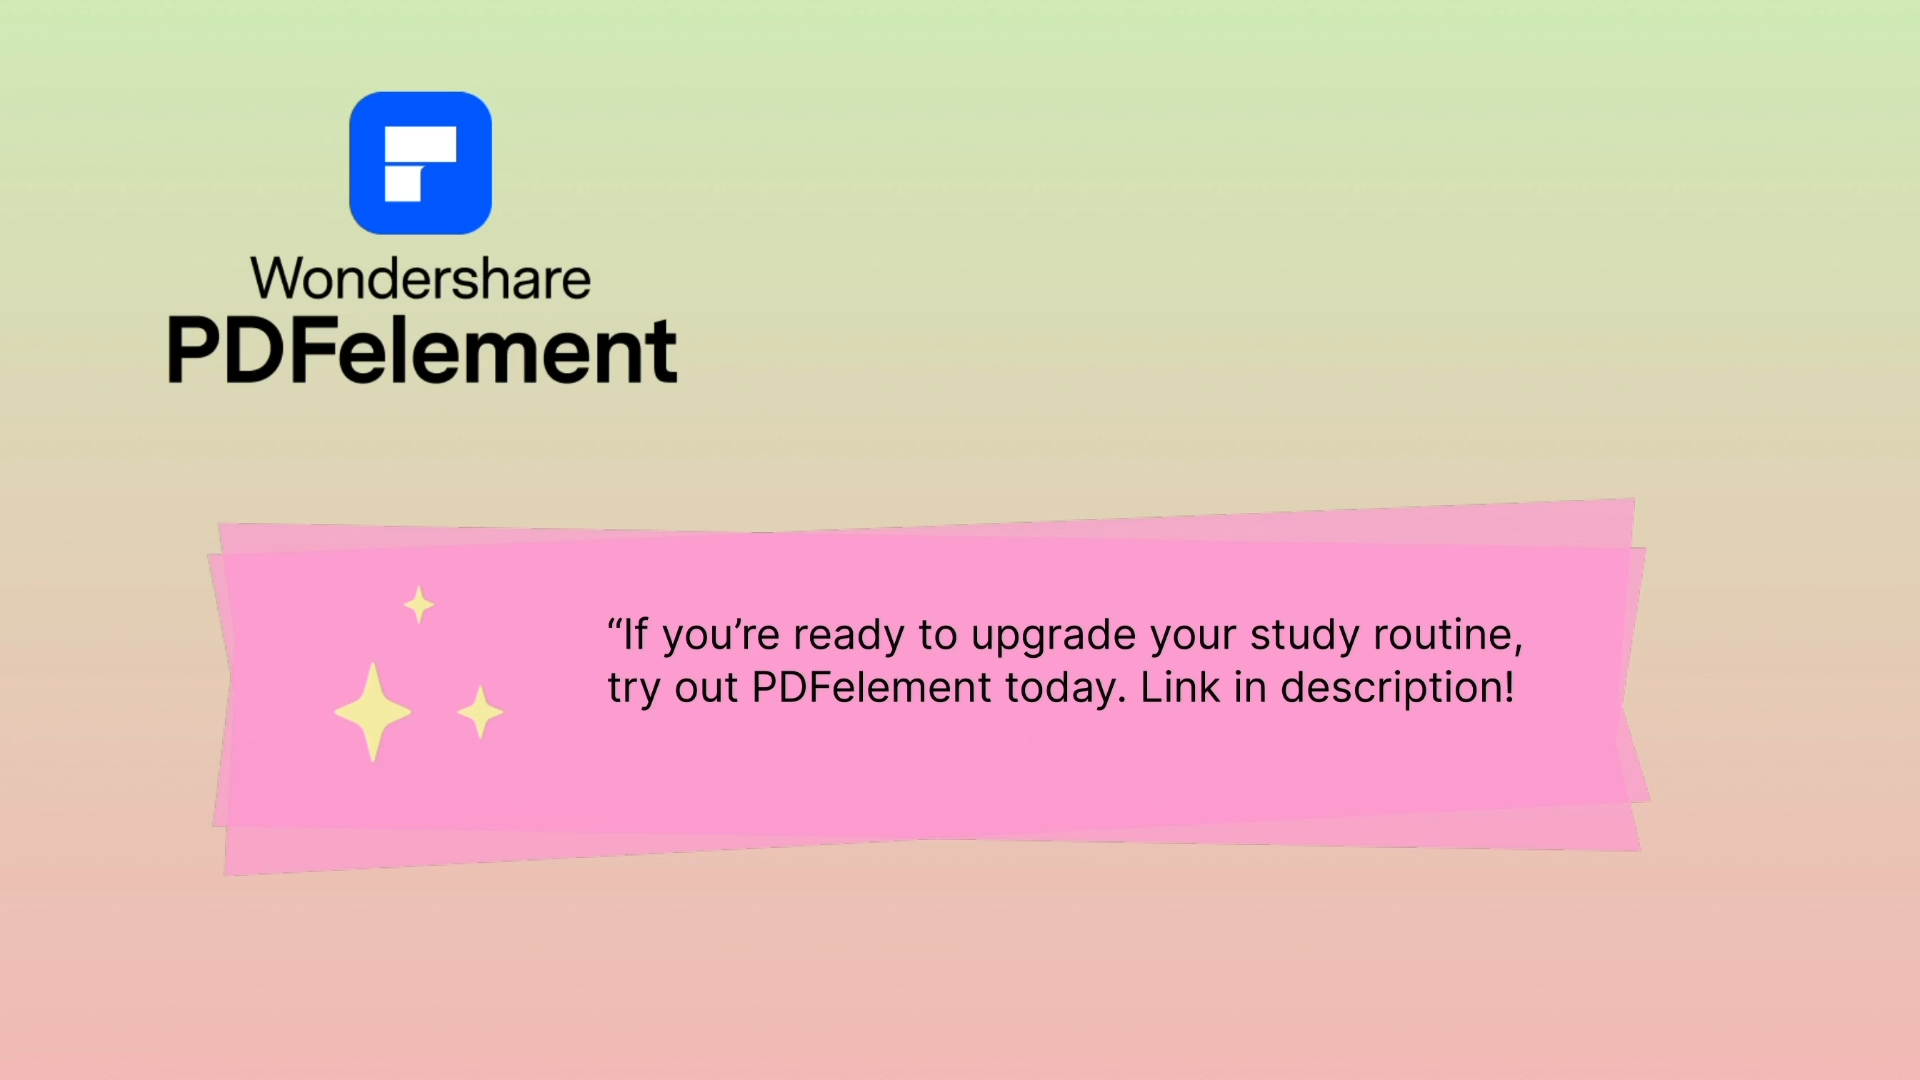 Wondershare
PDFelement
“If you’re ready to upgrade your study routine,
try out PDFelement today. Link in description!